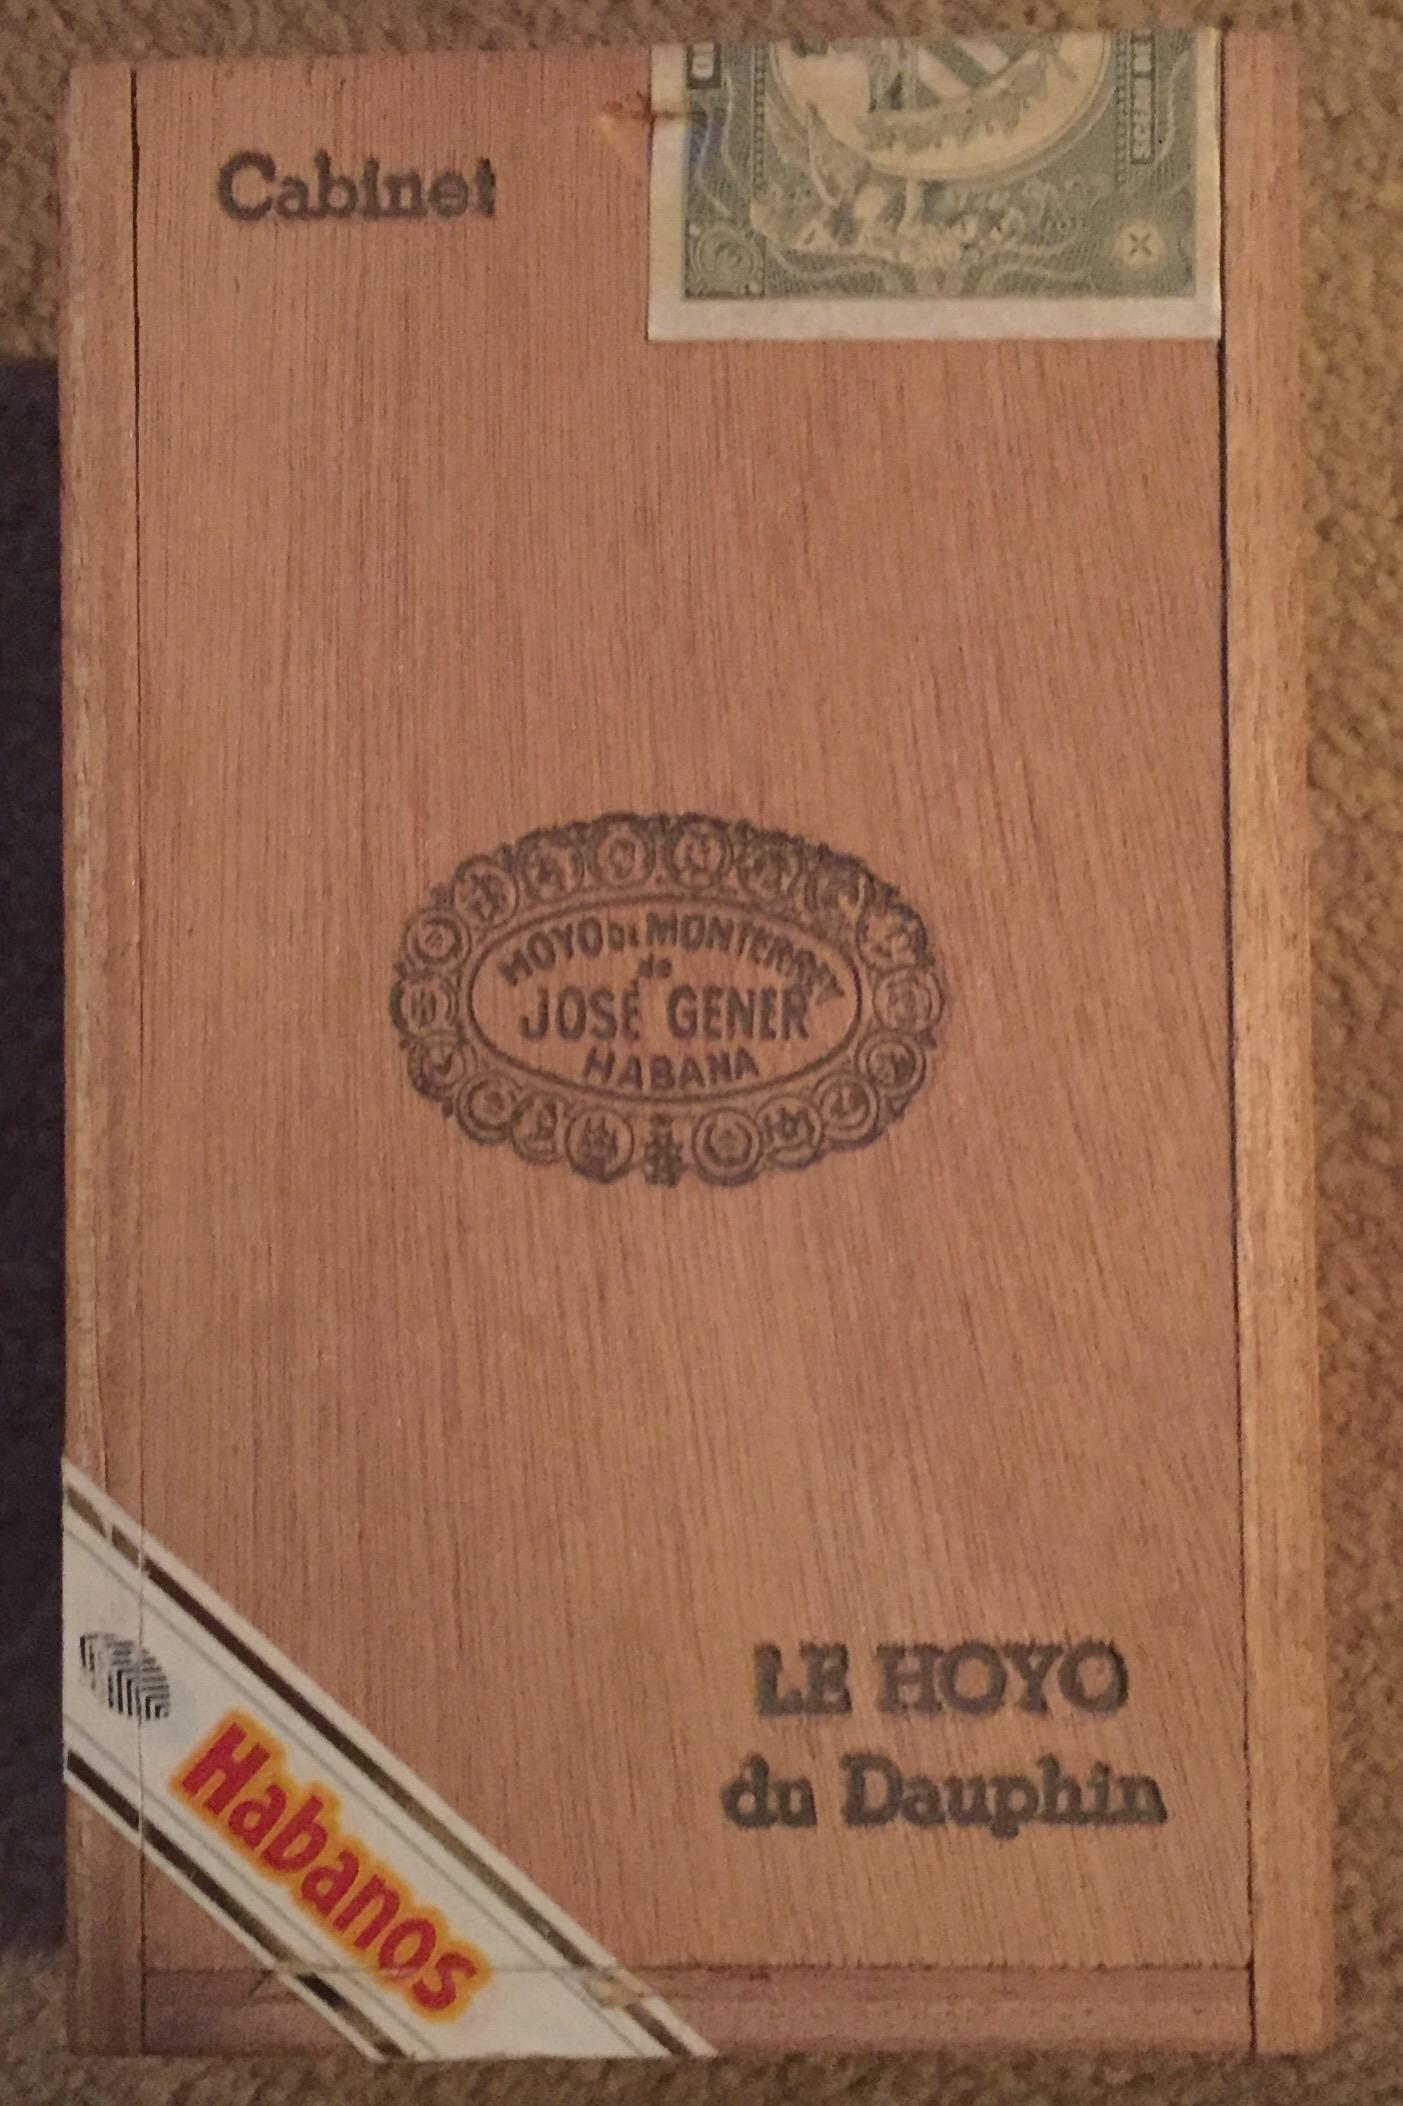 Cabinet
HOYO DE MONTERREY
de
JOSÉ GENER
HABANA
LE HOYO
du Dauphin
Habanos